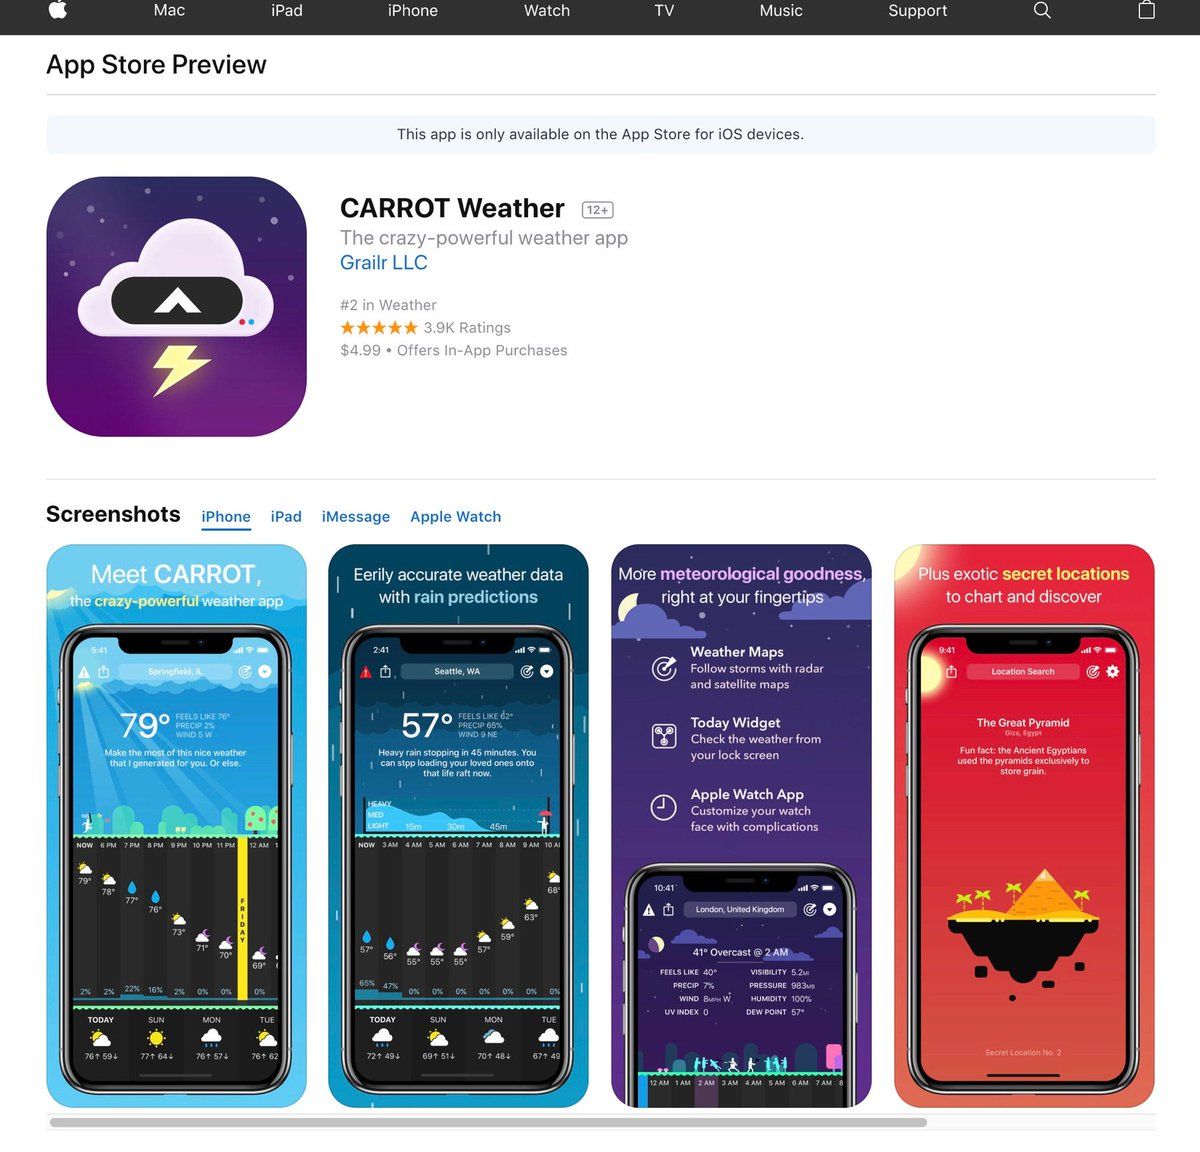 Mac iPad iPhone Watch TV Music Support
App Store Preview
This app is only available on the App Store for iOS devices.
CARROT Weather 12+
The crazy-powerful weather app
Grailr LLC
#2 in Weather
★★★★★ 3.9K Ratings
$4.99 • Offers In-App Purchases
Screenshots iPhone iPad iMessage Apple Watch
Meet CARROT,
the crazy-powerful weather app
5:41
Springfield, IL
79° FEELS LIKE 76°
PRECIP 2%
WIND 5 W
Make the most of this nice weather
that I generated for you. Or else.
NOW 6 PM 7 PM 8 PM 9 PM 10 PM 11 PM 12 AM 1
79° 78° 77° 76° 73° 71° 70° 69° 6
FRIDAY
2% 2% 22% 16% 2% 0% 0% 0%
TODAY SUN MON TUE
76↑ 59↓ 77↑ 64↓ 76↑ 57↓ 76↑ 62
Eerily accurate weather data
with rain predictions
2:41
Seattle, WA
57° FEELS LIKE 62°
PRECIP 65%
WIND 9 NE
Heavy rain stopping in 45 minutes. You
can stop loading your loved ones onto
that life raft now.
HEAVY
MED
LIGHT 15m 30m 45m
NOW 3 AM 4 AM 5 AM 6 AM 7 AM 8 AM 9 AM 10 A
57° 56° 55° 55° 55° 57° 59° 63° 68°
65% 47% 0% 0% 0% 0% 0% 0% 0%
TODAY SUN MON TUE
72↑ 49↓ 69↑ 51↓ 70↑ 48↓ 67↑ 49
More meteorological goodness,
right at your fingertips
Weather Maps
Follow storms with radar
and satellite maps
Today Widget
Check the weather from
your lock screen
Apple Watch App
Customize your watch
face with complications
10:41
London, United Kingdom
41° Overcast @ 2 AM
FEELS LIKE 40° VISIBILITY 5.2MI
PRECIP 7% PRESSURE 983MB
WIND 8MPH W HUMIDITY 100%
UV INDEX 0 DEW POINT 57°
12 AM 1 AM 2 AM 3 AM 4 AM 5 AM 6 AM 7 AM 8
Plus exotic secret locations
to chart and discover
9:41
Location Search
The Great Pyramid
Giza, Egypt
Fun fact: the Ancient Egyptians
used the pyramids exclusively to
store grain.
Secret Location No. 2